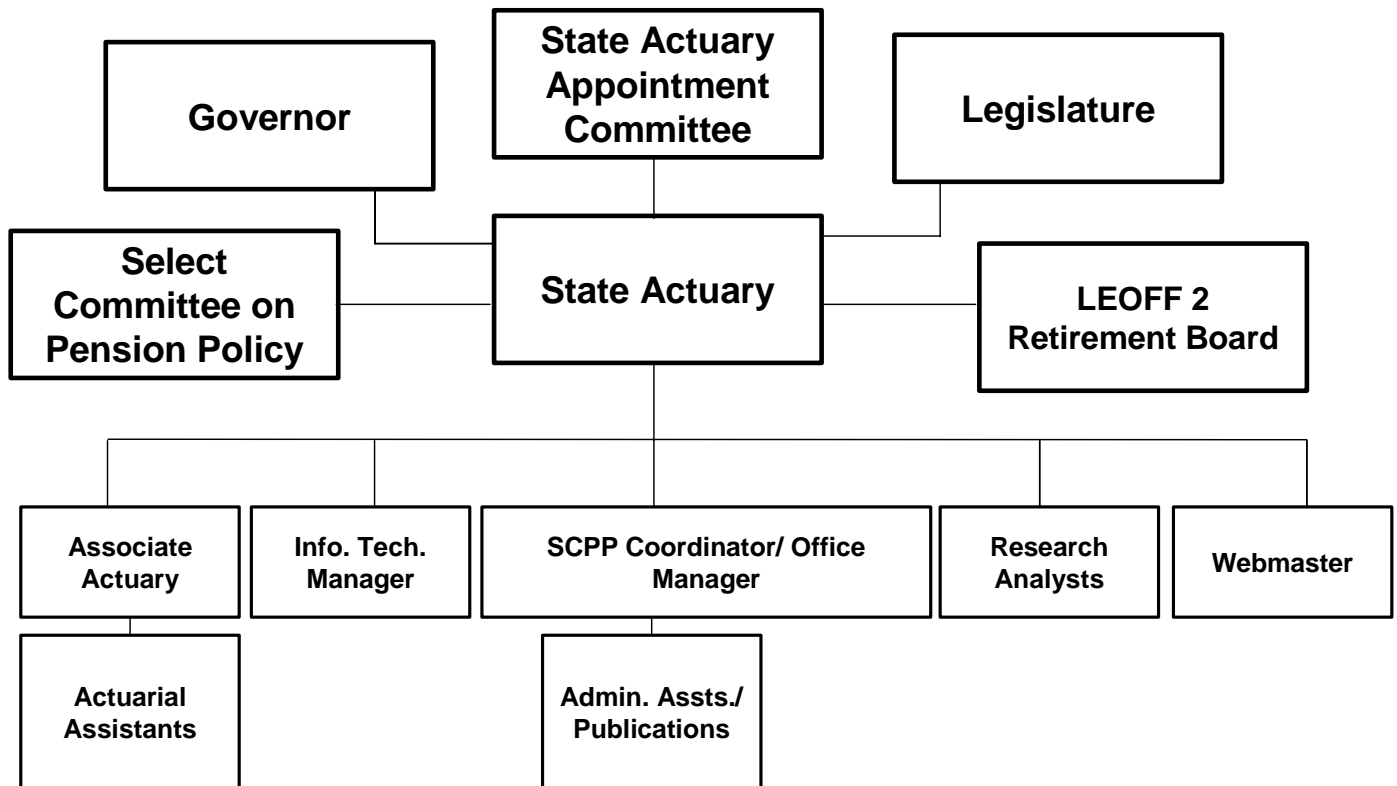 Governor
State Actuary
Appointment
Committee
Legislature
Select
Committee on
Pension Policy
State Actuary
LEOFF 2
Retirement Board
Associate
Actuary
Info. Tech.
Manager
SCPP Coordinator/ Office
Manager
Research
Analysts
Webmaster
Actuarial
Assistants
Admin. Assts./
Publications